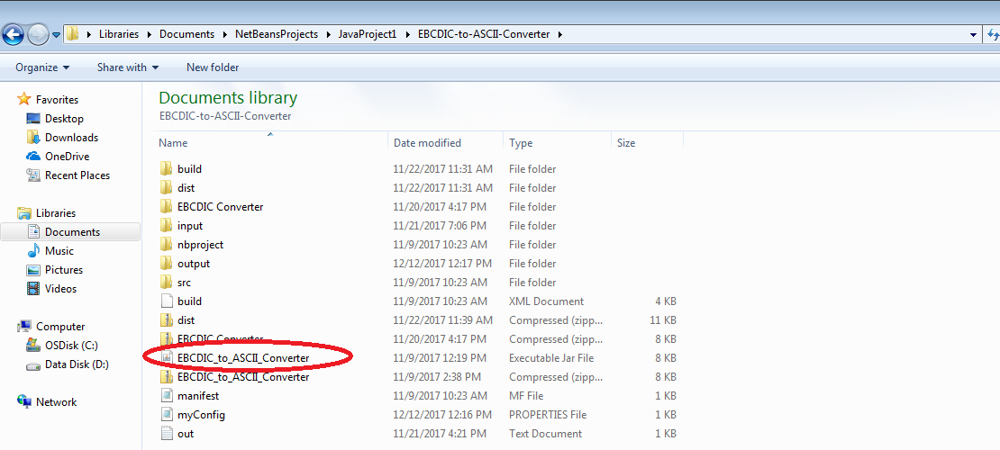 Libraries Documents NetBeansProjects JavaProject1 EBCDIC-to-ASCII-Converter
Organize Share with New folder
Favorites
Desktop
Downloads
OneDrive
Recent Places
Libraries
Documents
Music
Pictures
Videos
Computer
OSDisk (C:)
Data Disk (D:)
Network
Documents library
EBCDIC-to-ASCII-Converter
Name Date modified Type Size
build 11/22/2017 11:31 AM File folder
dist 11/22/2017 11:31 AM File folder
EBCDIC Converter 11/20/2017 4:17 PM File folder
input 11/21/2017 7:06 PM File folder
nbproject 11/9/2017 10:23 AM File folder
output 12/12/2017 12:17 PM File folder
src 11/9/2017 10:23 AM File folder
build 11/9/2017 10:23 AM XML Document 4 KB
dist 11/22/2017 11:39 AM Compressed (zipp... 11 KB
EBCDIC Converter 11/20/2017 4:17 PM Compressed (zipp... 8 KB
EBCDIC_to_ASCII_Converter 11/9/2017 12:19 PM Executable Jar File 8 KB
EBCDIC_to_ASCII_Converter 11/9/2017 2:38 PM Compressed (zipp... 8 KB
manifest 11/9/2017 10:23 AM MF File 1 KB
myConfig 12/12/2017 12:16 PM PROPERTIES File 1 KB
out 11/21/2017 4:21 PM Text Document 1 KB